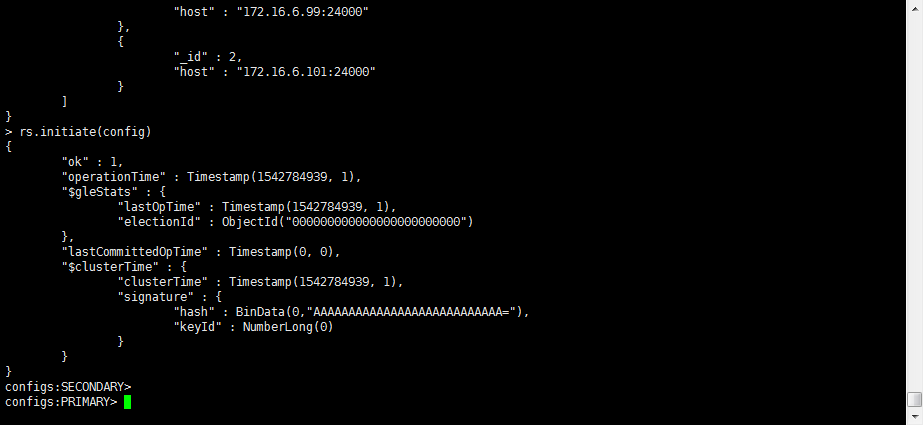 "host" : "172.16.6.99:24000"
},
{
"_id" : 2,
"host" : "172.16.6.101:24000"
}
]
}
> rs.initiate(config)
{
"ok" : 1,
"operationTime" : Timestamp(1542784939, 1),
"$gleStats" : {
"lastOpTime" : Timestamp(1542784939, 1),
"electionId" : ObjectId("000000000000000000000000")
},
"lastCommittedOpTime" : Timestamp(0, 0),
"$clusterTime" : {
"clusterTime" : Timestamp(1542784939, 1),
"signature" : {
"hash" : BinData(0,"AAAAAAAAAAAAAAAAAAAAAAAAAAA="),
"keyId" : NumberLong(0)
}
}
}
configs:SECONDARY>
configs:PRIMARY>